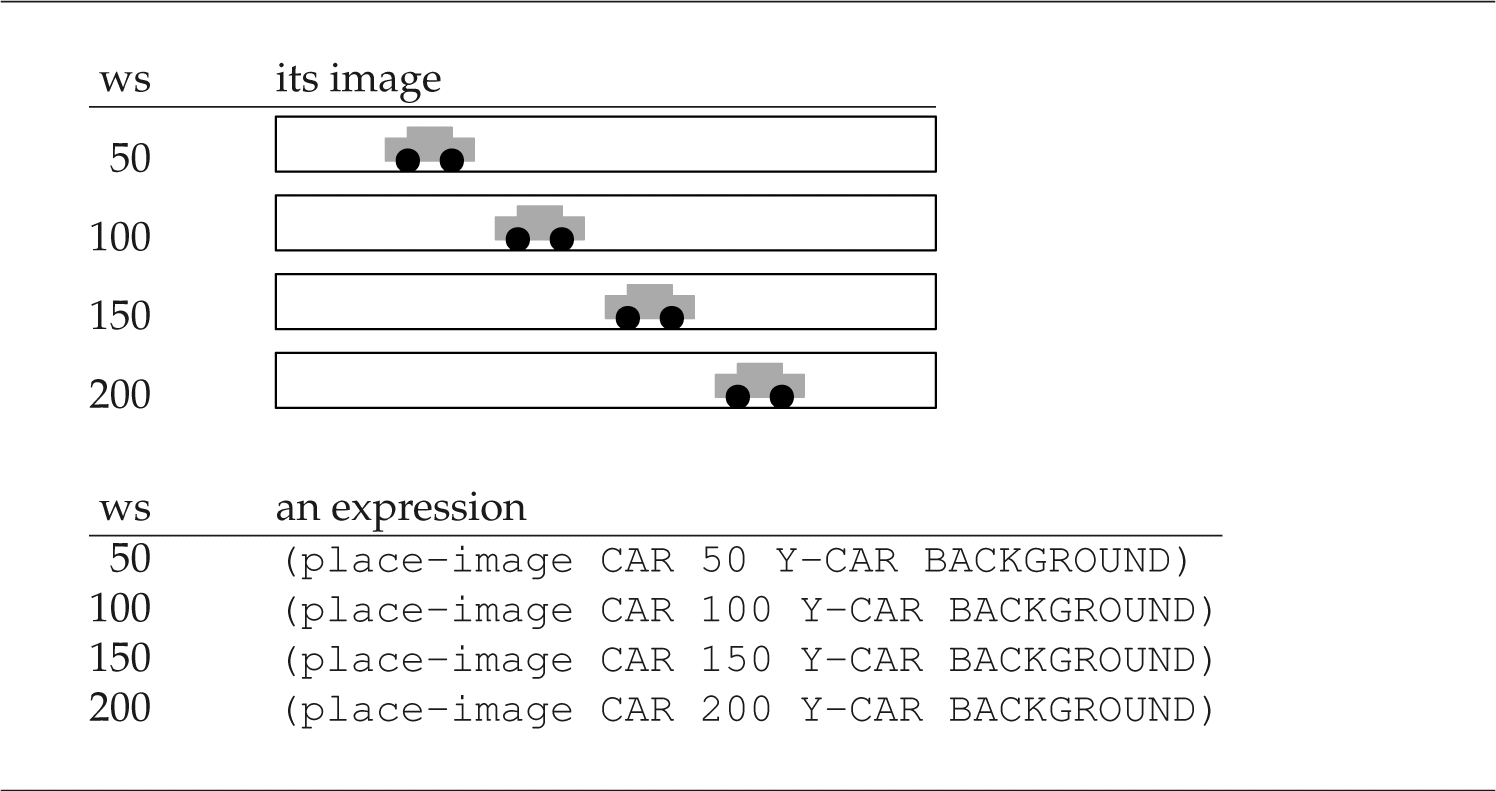 ws its image
50
100
150
200
ws an expression
50 (place-image CAR 50 Y-CAR BACKGROUND)
100 (place-image CAR 100 Y-CAR BACKGROUND)
150 (place-image CAR 150 Y-CAR BACKGROUND)
200 (place-image CAR 200 Y-CAR BACKGROUND)